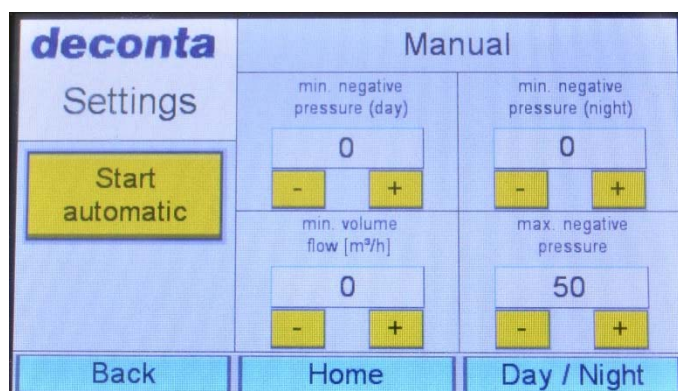 deconta
Settings
Start
automatic
Manual
min. negative
pressure (day)
0
- +
min. negative
pressure (night)
0
- +
min. volume
flow [m³/h]
0
- +
max. negative
pressure
50
- +
Back
Home
Day / Night